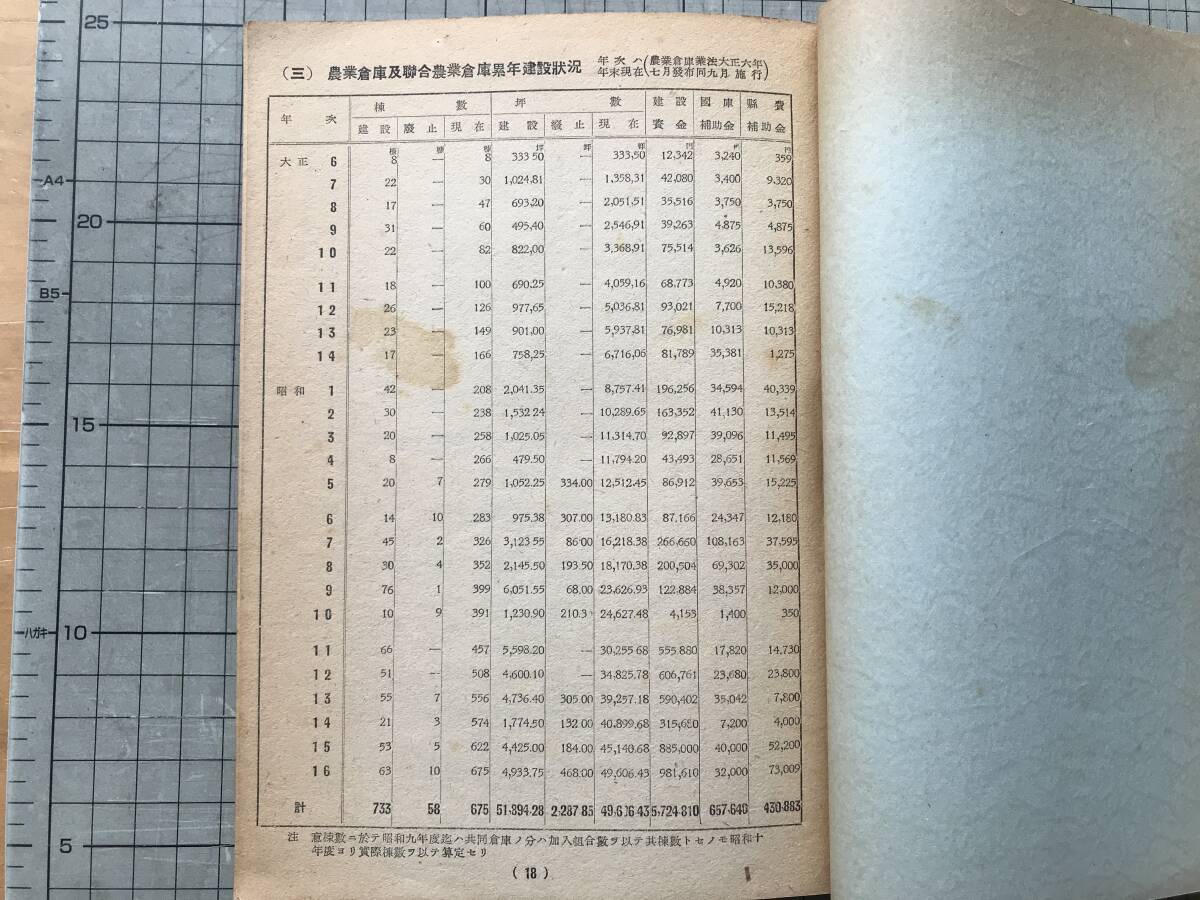 25
A4
20
B5
15
ハガキ
10
5
(三) 農業倉庫及聯合農業倉庫累年建設狀況 年次ハ年末現在(農業倉庫業法大正六年七月發布同九月施行)
年次 棟數 坪數 建設資金 國庫補助金 縣費補助金
建設 廢止 現在 建設 廢止 現在
棟 棟 棟 坪 坪 坪 円 円 円
大正 6 8 — 8 333 50 — 333,50 12,342 3,240 359
7 22 — 30 1,024.81 — 1,358,31 42,080 3,400 9,320
8 17 — 47 693,20 — 2,051,51 35,516 3,750 3,750
9 31 — 60 495,40 — 2,546,91 39,263 4,875 4,875
10 22 — 82 822,00 — 3,368,91 75,514 3,626 13,596
11 18 — 100 690,25 — 4,059,16 68,773 4,920 10,380
12 26 — 126 977,65 — 5,036,81 93,021 7,700 15,218
13 23 — 149 901,00 — 5,937,81 76,981 10,313 10,313
14 17 — 166 758,25 — 6,716,06 81,789 35,381 1,275
昭和 1 42 — 208 2,041.35 — 8,757.41 196,256 34,594 40,339
2 30 — 238 1,532 24 — 10,289.65 163,352 41,130 13,514
3 20 — 258 1,025.05 — 11,314.70 92,897 39,096 11,495
4 8 — 266 479.50 — 11,794.20 43,493 28,651 11,569
5 20 7 279 1,052.25 334.00 12,512.45 86,912 39,653 15,225
6 14 10 283 975.38 307.00 13,180.83 87,166 24,347 12,180
7 45 2 326 3,123 55 86.00 16,218.38 266,660 108,163 37,595
8 30 4 352 2,145.50 193.50 18,170.38 200,504 69,302 35,000
9 76 1 399 6,051.55 68.00 23,626.93 122,884 38,357 12,000
10 10 9 391 1,230.90 210.3 24,627.48 4,153 1,400 350
11 66 — 457 5,598.20 — 30,255 68 555 880 17,820 14,730
12 51 — 508 4,600.10 — 34,825.78 606,761 23,680 23,800
13 55 7 556 4,736.40 305 00 39,257.18 590,402 35,042 7,800
14 21 3 574 1,774.50 132 00 40,899.68 315,680 7,200 4,000
15 53 5 622 4,425.00 184.00 45,140.68 885,000 40,000 52,200
16 63 10 675 4,933.75 468.00 49,606.43 981,610 32,000 73,009
計 733 58 675 51,894.28 2,287 85 49,606 43 5,724,810 657,640 430,883
注意 棟數ニ於テ昭和九年度迄ハ共同倉庫ノ分ハ加入組合數ヲ以テ其棟數トセノモ昭和十
年度ヨリ實際棟數ヲ以テ算定セリ
(18)